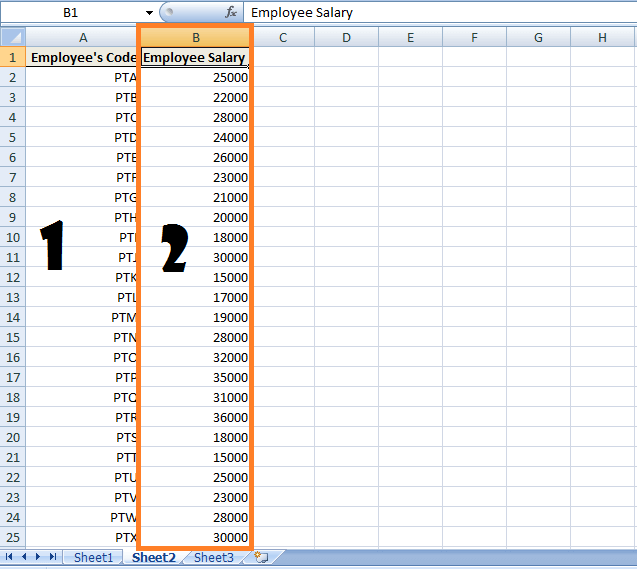 B1 fx Employee Salary
A B C D E F G H
1 Employee's Code Employee Salary
2 PTA 25000
3 PTB 22000
4 PTC 28000
5 PTD 24000
6 PTE 26000
7 PTF 23000
8 PTG 21000
9 PTH 20000
10 PTI 18000
11 PTJ 30000
12 PTK 15000
13 PTL 17000
14 PTM 19000
15 PTN 28000
16 PTO 32000
17 PTP 35000
18 PTQ 31000
19 PTR 36000
20 PTS 18000
21 PTT 15000
22 PTU 25000
23 PTV 23000
24 PTW 28000
25 PTX 30000
1 2
Sheet1 Sheet2 Sheet3